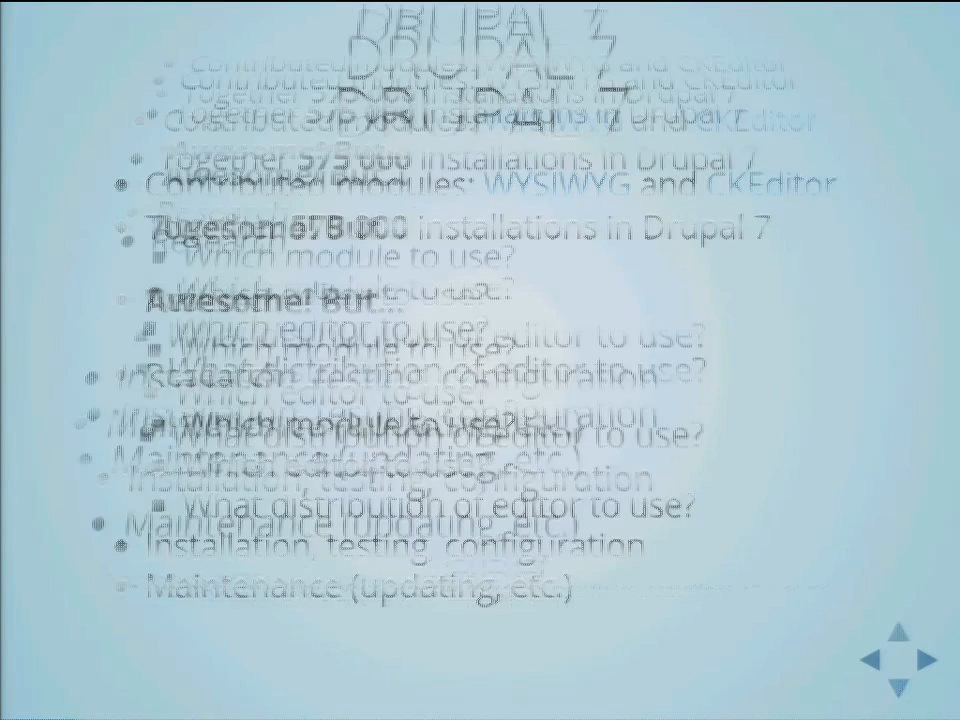 DRUPAL 7
Contributed modules: WYSIWYG and CKEditor
Together 575 000 installations in Drupal 7
Awesome! But...
Which module to use?
Which editor to use?
What distribution of editor to use?
Installation, testing, configuration
Maintenance (updating, etc.)